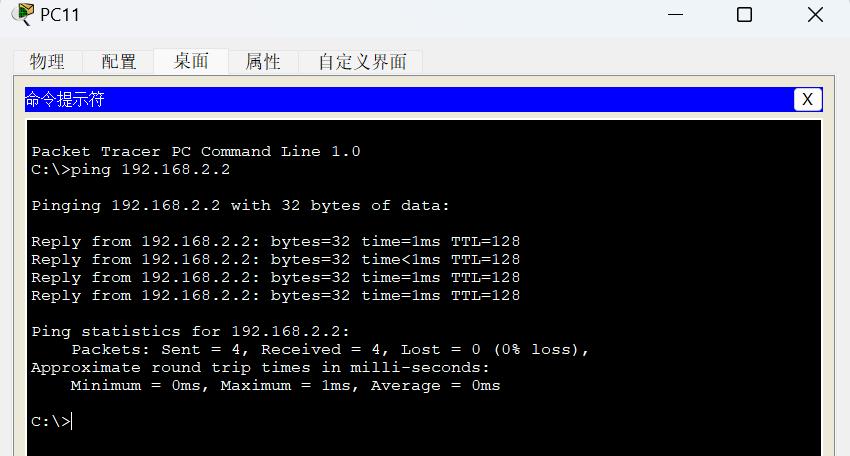 PC11
物理 配置 桌面 属性 自定义界面
命令提示符 X
Packet Tracer PC Command Line 1.0
C:\>ping 192.168.2.2
Pinging 192.168.2.2 with 32 bytes of data:
Reply from 192.168.2.2: bytes=32 time=1ms TTL=128
Reply from 192.168.2.2: bytes=32 time<1ms TTL=128
Reply from 192.168.2.2: bytes=32 time=1ms TTL=128
Reply from 192.168.2.2: bytes=32 time=1ms TTL=128
Ping statistics for 192.168.2.2:
Packets: Sent = 4, Received = 4, Lost = 0 (0% loss),
Approximate round trip times in milli-seconds:
Minimum = 0ms, Maximum = 1ms, Average = 0ms
C:\>